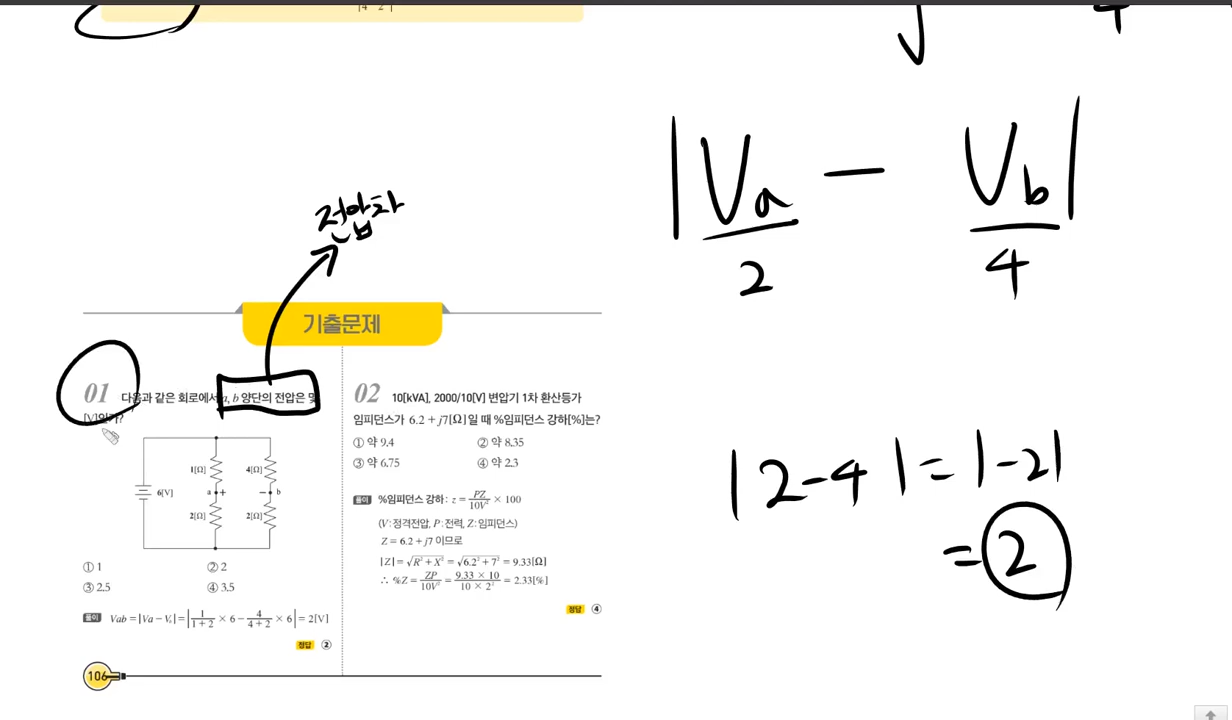 |4 2|
4
|Va/2 − Vb/4|
전압차
기출문제
01 다음과 같은 회로에서 a, b 양단의 전압은 몇
[V]인가?
1[Ω] 4[Ω]
6[V] a + − b
2[Ω] 2[Ω]
① 1 ② 2
③ 2.5 ④ 3.5
풀이 Vab = |Va − Vb| = |1/(1+2) × 6 − 4/(4+2) × 6| = 2[V]
정답 ②
02 10[kVA], 2000/10[V] 변압기 1차 환산등가
임피던스가 6.2 + j7[Ω]일 때 %임피던스 강하[%]는?
① 약 9.4 ② 약 8.35
③ 약 6.75 ④ 약 2.3
풀이 %임피던스 강하 : z = PZ/10V² × 100
(V : 정격전압, P : 전력, Z : 임피던스)
Z = 6.2 + j7 이므로
|Z| = √R² + X² = √6.2² + 7² = 9.33[Ω]
∴ %Z = ZP/10V² = 9.33 × 10/10 × 2² = 2.33[%]
정답 ④
|2-4| = |-2|
= 2
106